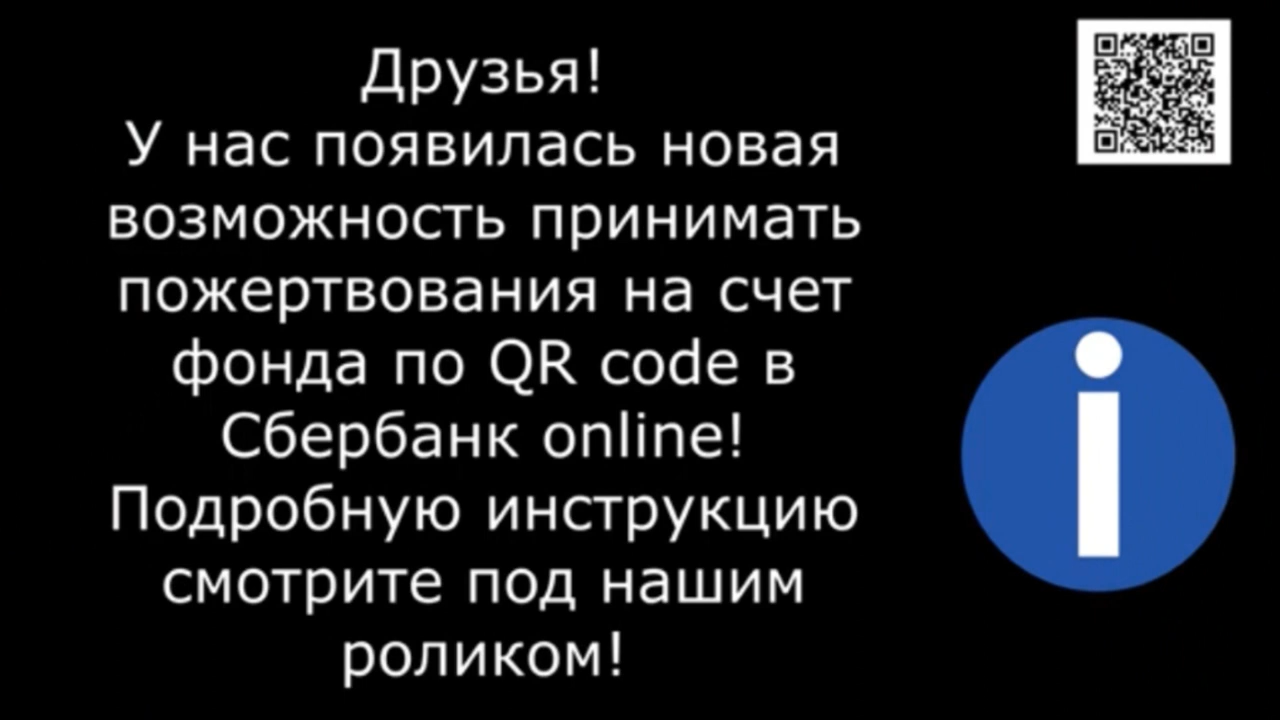 Друзья!
У нас появилась новая
возможность принимать
пожертвования на счет
фонда по QR code в
Сбербанк online!
Подробную инструкцию
смотрите под нашим
роликом!